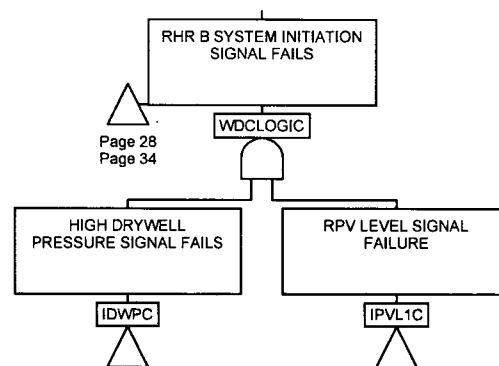 RHR B SYSTEM INITIATION
SIGNAL FAILS
Page 28
Page 34
WDCLOGIC
HIGH DRYWELL
PRESSURE SIGNAL FAILS
RPV LEVEL SIGNAL
FAILURE
IDWPC
IPVL1C